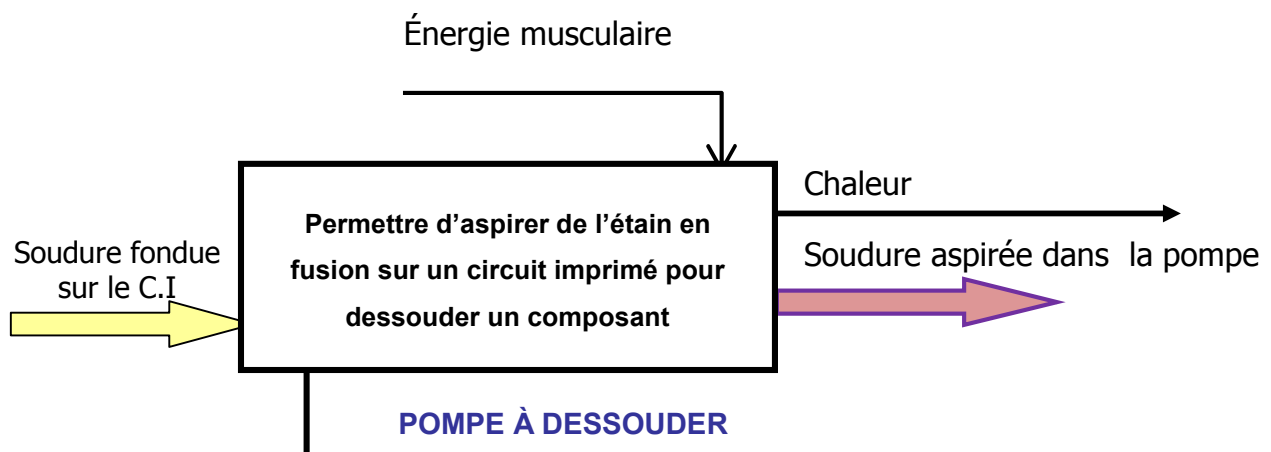 Énergie musculaire
Chaleur
Permettre d'aspirer de l'étain en
fusion sur un circuit imprimé pour
dessouder un composant
Soudure fondue
sur le C.I
Soudure aspirée dans la pompe
POMPE À DESSOUDER